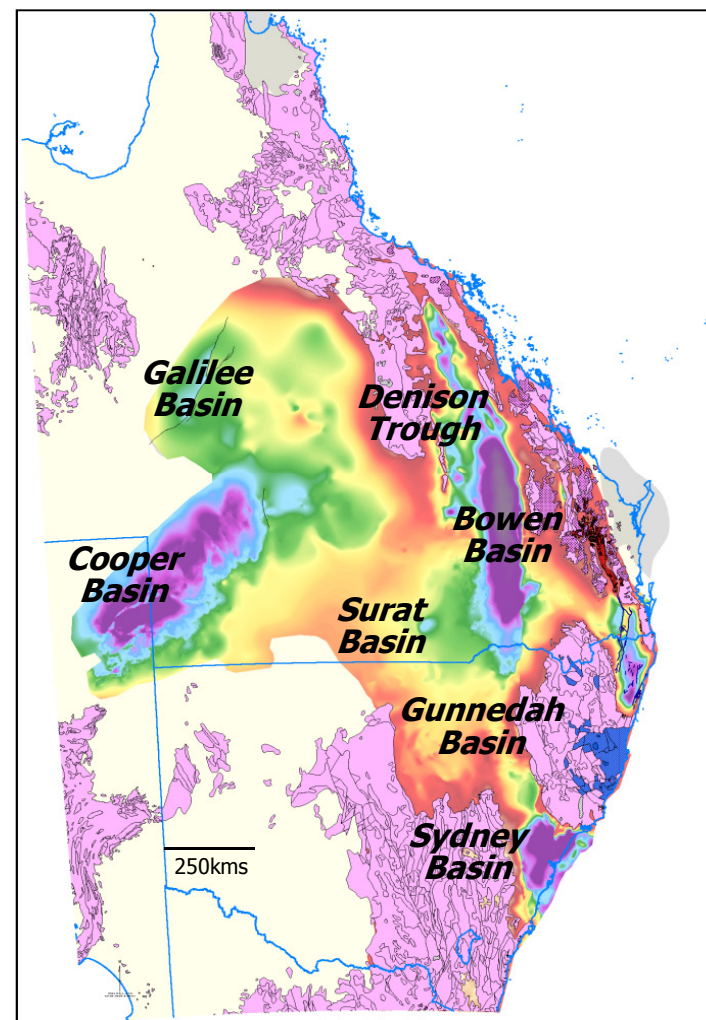 Galilee
Basin
Denison
Trough
Bowen
Basin
Cooper
Basin
Surat
Basin
Gunnedah
Basin
Sydney
Basin
250kms